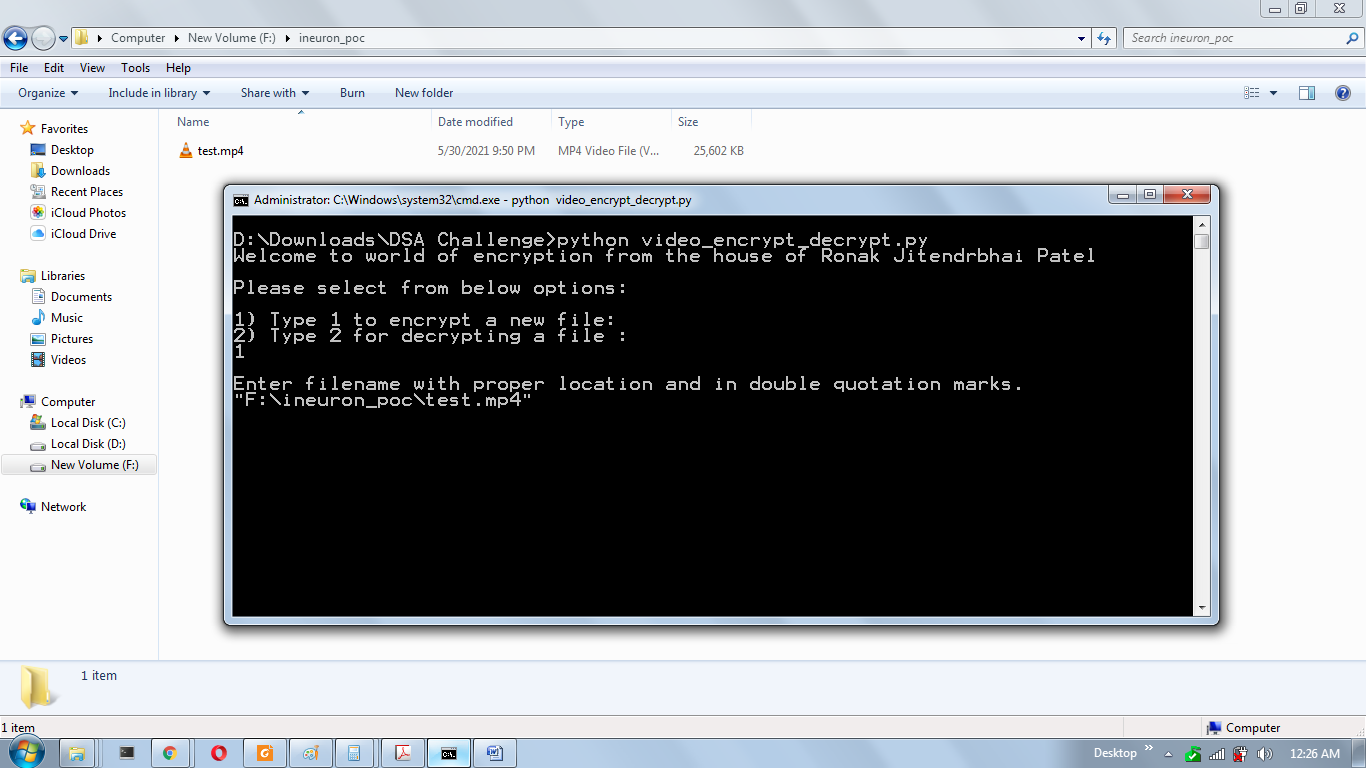 Computer ▸ New Volume (F:) ▸ ineuron_poc
Search ineuron_poc
File Edit View Tools Help
Organize Include in library Share with Burn New folder
Name Date modified Type Size
test.mp4 5/30/2021 9:50 PM MP4 Video File (V... 25,602 KB
Favorites
Desktop
Downloads
Recent Places
iCloud Photos
iCloud Drive
Libraries
Documents
Music
Pictures
Videos
Computer
Local Disk (C:)
Local Disk (D:)
New Volume (F:)
Network
Administrator: C:\Windows\system32\cmd.exe - python  video_encrypt_decrypt.py
D:\Downloads\DSA Challenge>python video_encrypt_decrypt.py
Welcome to world of encryption from the house of Ronak Jitendrbhai Patel
Please select from below options:
1) Type 1 to encrypt a new file:
2) Type 2 for decrypting a file :
1
Enter filename with proper location and in double quotation marks.
"F:\ineuron_poc\test.mp4"
1 item
1 item
Computer
Desktop
12:26 AM